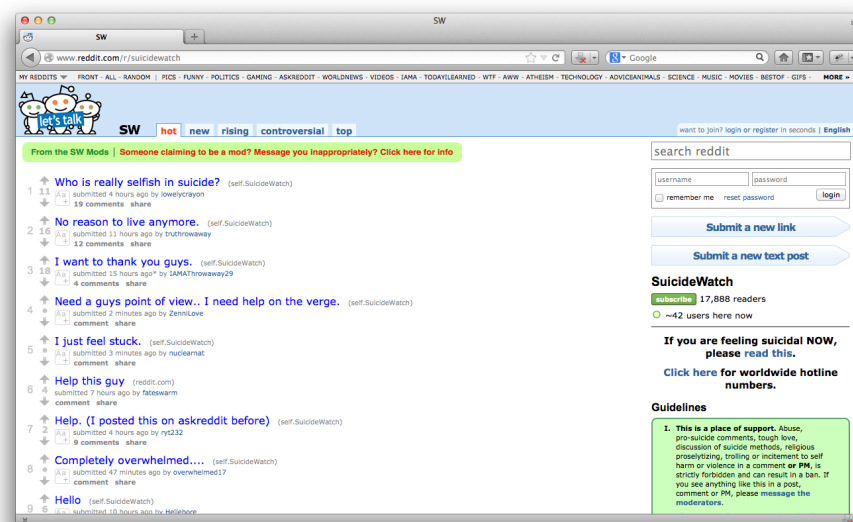 SW
SW
www.reddit.com/r/suicidewatch
Google
MY REDDITS FRONT - ALL - RANDOM | PICS - FUNNY - POLITICS - GAMING - ASKREDDIT - WORLDNEWS - VIDEOS - IAMA - TODAYILEARNED - WTF - AWW - ATHEISM - TECHNOLOGY - ADVICEANIMALS - SCIENCE - MUSIC - MOVIES - BESTOF - GIFS - MORE »
let's talk
SW hot new rising controversial top
want to join? login or register in seconds | English
From the SW Mods | Someone claiming to be a mod? Message you inappropriately? Click here for info
search reddit
username password
remember me reset password login
Submit a new link
Submit a new text post
SuicideWatch
subscribe 17,888 readers
~42 users here now
If you are feeling suicidal NOW,
please read this.
Click here for worldwide hotline
numbers.
Guidelines
I. This is a place of support. Abuse,
pro-suicide comments, tough love,
discussion of suicide methods, religious
proselytizing, trolling or incitement to self
harm or violence in a comment or PM, is
strictly forbidden and can result in a ban. If
you see anything like this in a post,
comment or PM, please message the
moderators.
Who is really selfish in suicide? (self.SuicideWatch)
1 11 Aa submitted 4 hours ago by lowelycrayon
19 comments share
No reason to live anymore. (self.SuicideWatch)
2 16 Aa submitted 11 hours ago by truthrowaway
12 comments share
I want to thank you guys. (self.SuicideWatch)
3 18 Aa submitted 15 hours ago* by IAMAThrowaway29
4 comments share
Need a guys point of view.. I need help on the verge. (self.SuicideWatch)
4 • Aa submitted 2 minutes ago by ZenniLove
comment share
I just feel stuck. (self.SuicideWatch)
5 • Aa submitted 3 minutes ago by nuclearnat
comment share
Help this guy (reddit.com)
6 4 submitted 7 hours ago by fateswarm
comment share
Help. (I posted this on askreddit before) (self.SuicideWatch)
7 2 Aa submitted 4 hours ago by ryt232
9 comments share
Completely overwhelmed.... (self.SuicideWatch)
8 • Aa submitted 47 minutes ago by overwhelmed17
comment share
Hello (self.SuicideWatch)
9 6 Aa submitted 10 hours ago by Hellebore